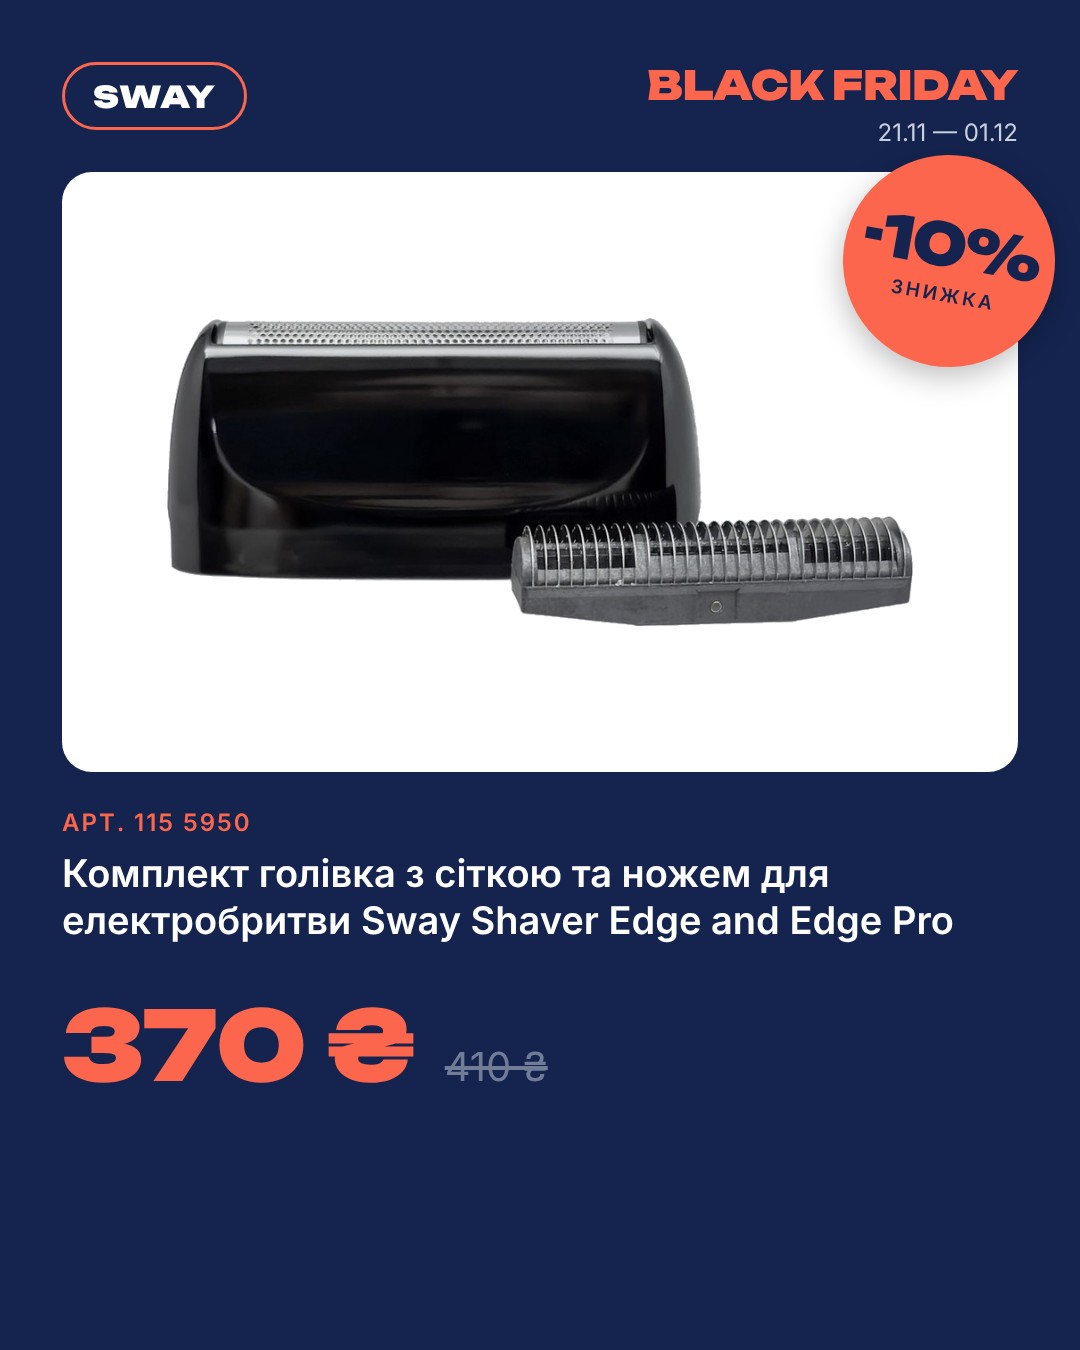 SWAY
BLACK FRIDAY
21.11 — 01.12
-10%
ЗНИЖКА
АРТ. 115 5950
Комплект голівка з сіткою та ножем для
електробритви Sway Shaver Edge and Edge Pro
370 ₴
410 ₴